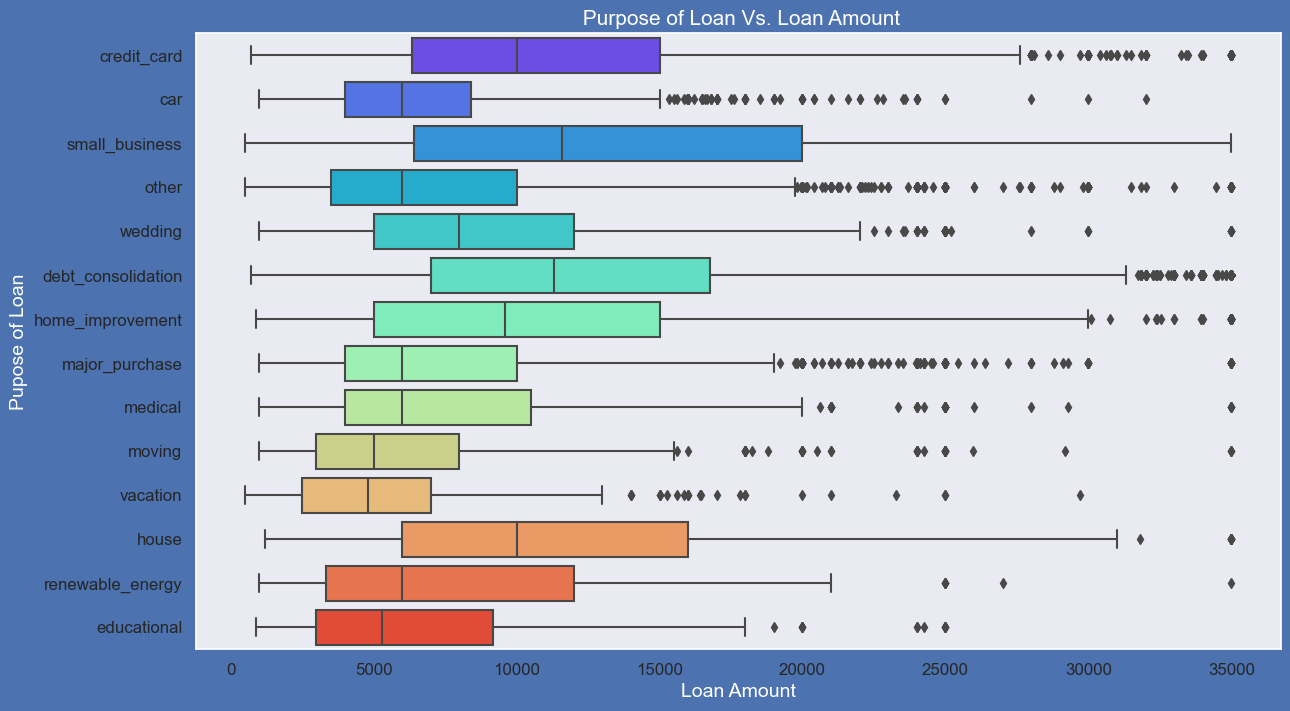 Purpose of Loan Vs. Loan Amount
Pupose of Loan
credit_card
car
small_business
other
wedding
debt_consolidation
home_improvement
major_purchase
medical
moving
vacation
house
renewable_energy
educational
0 5000 10000 15000 20000 25000 30000 35000
Loan Amount